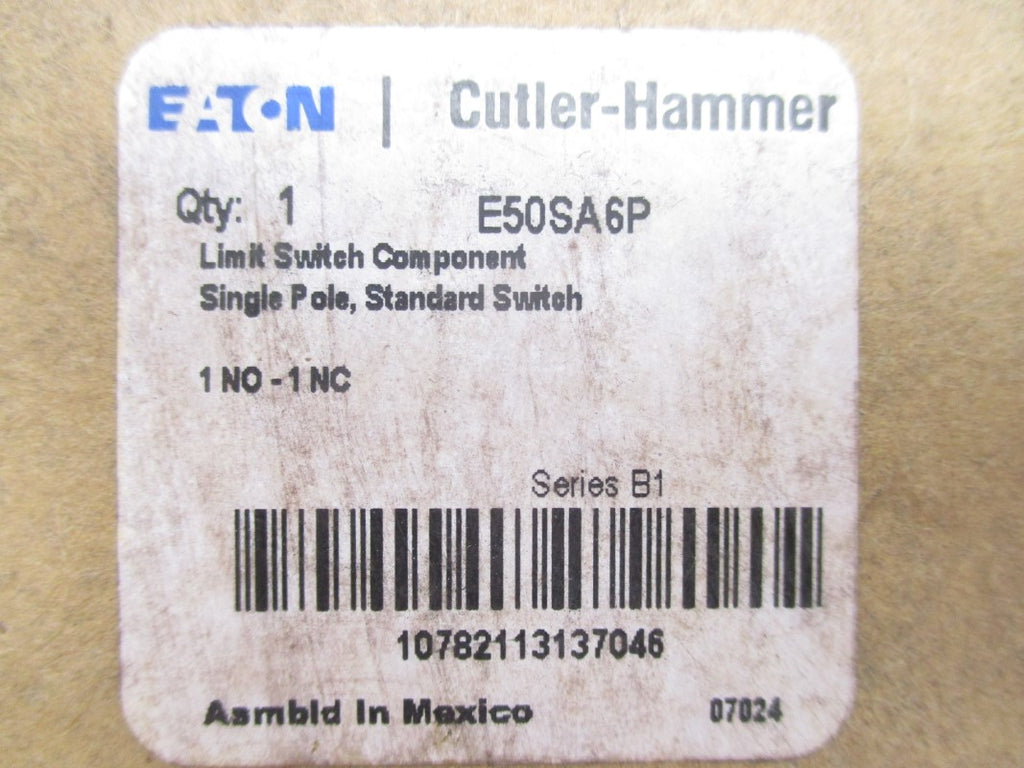 EATON | Cutler-Hammer
Qty: 1 E50SA6P
Limit Switch Component
Single Pole, Standard Switch
1 NO - 1 NC
Series B1
10782113137046
Asmbld In Mexico 07024